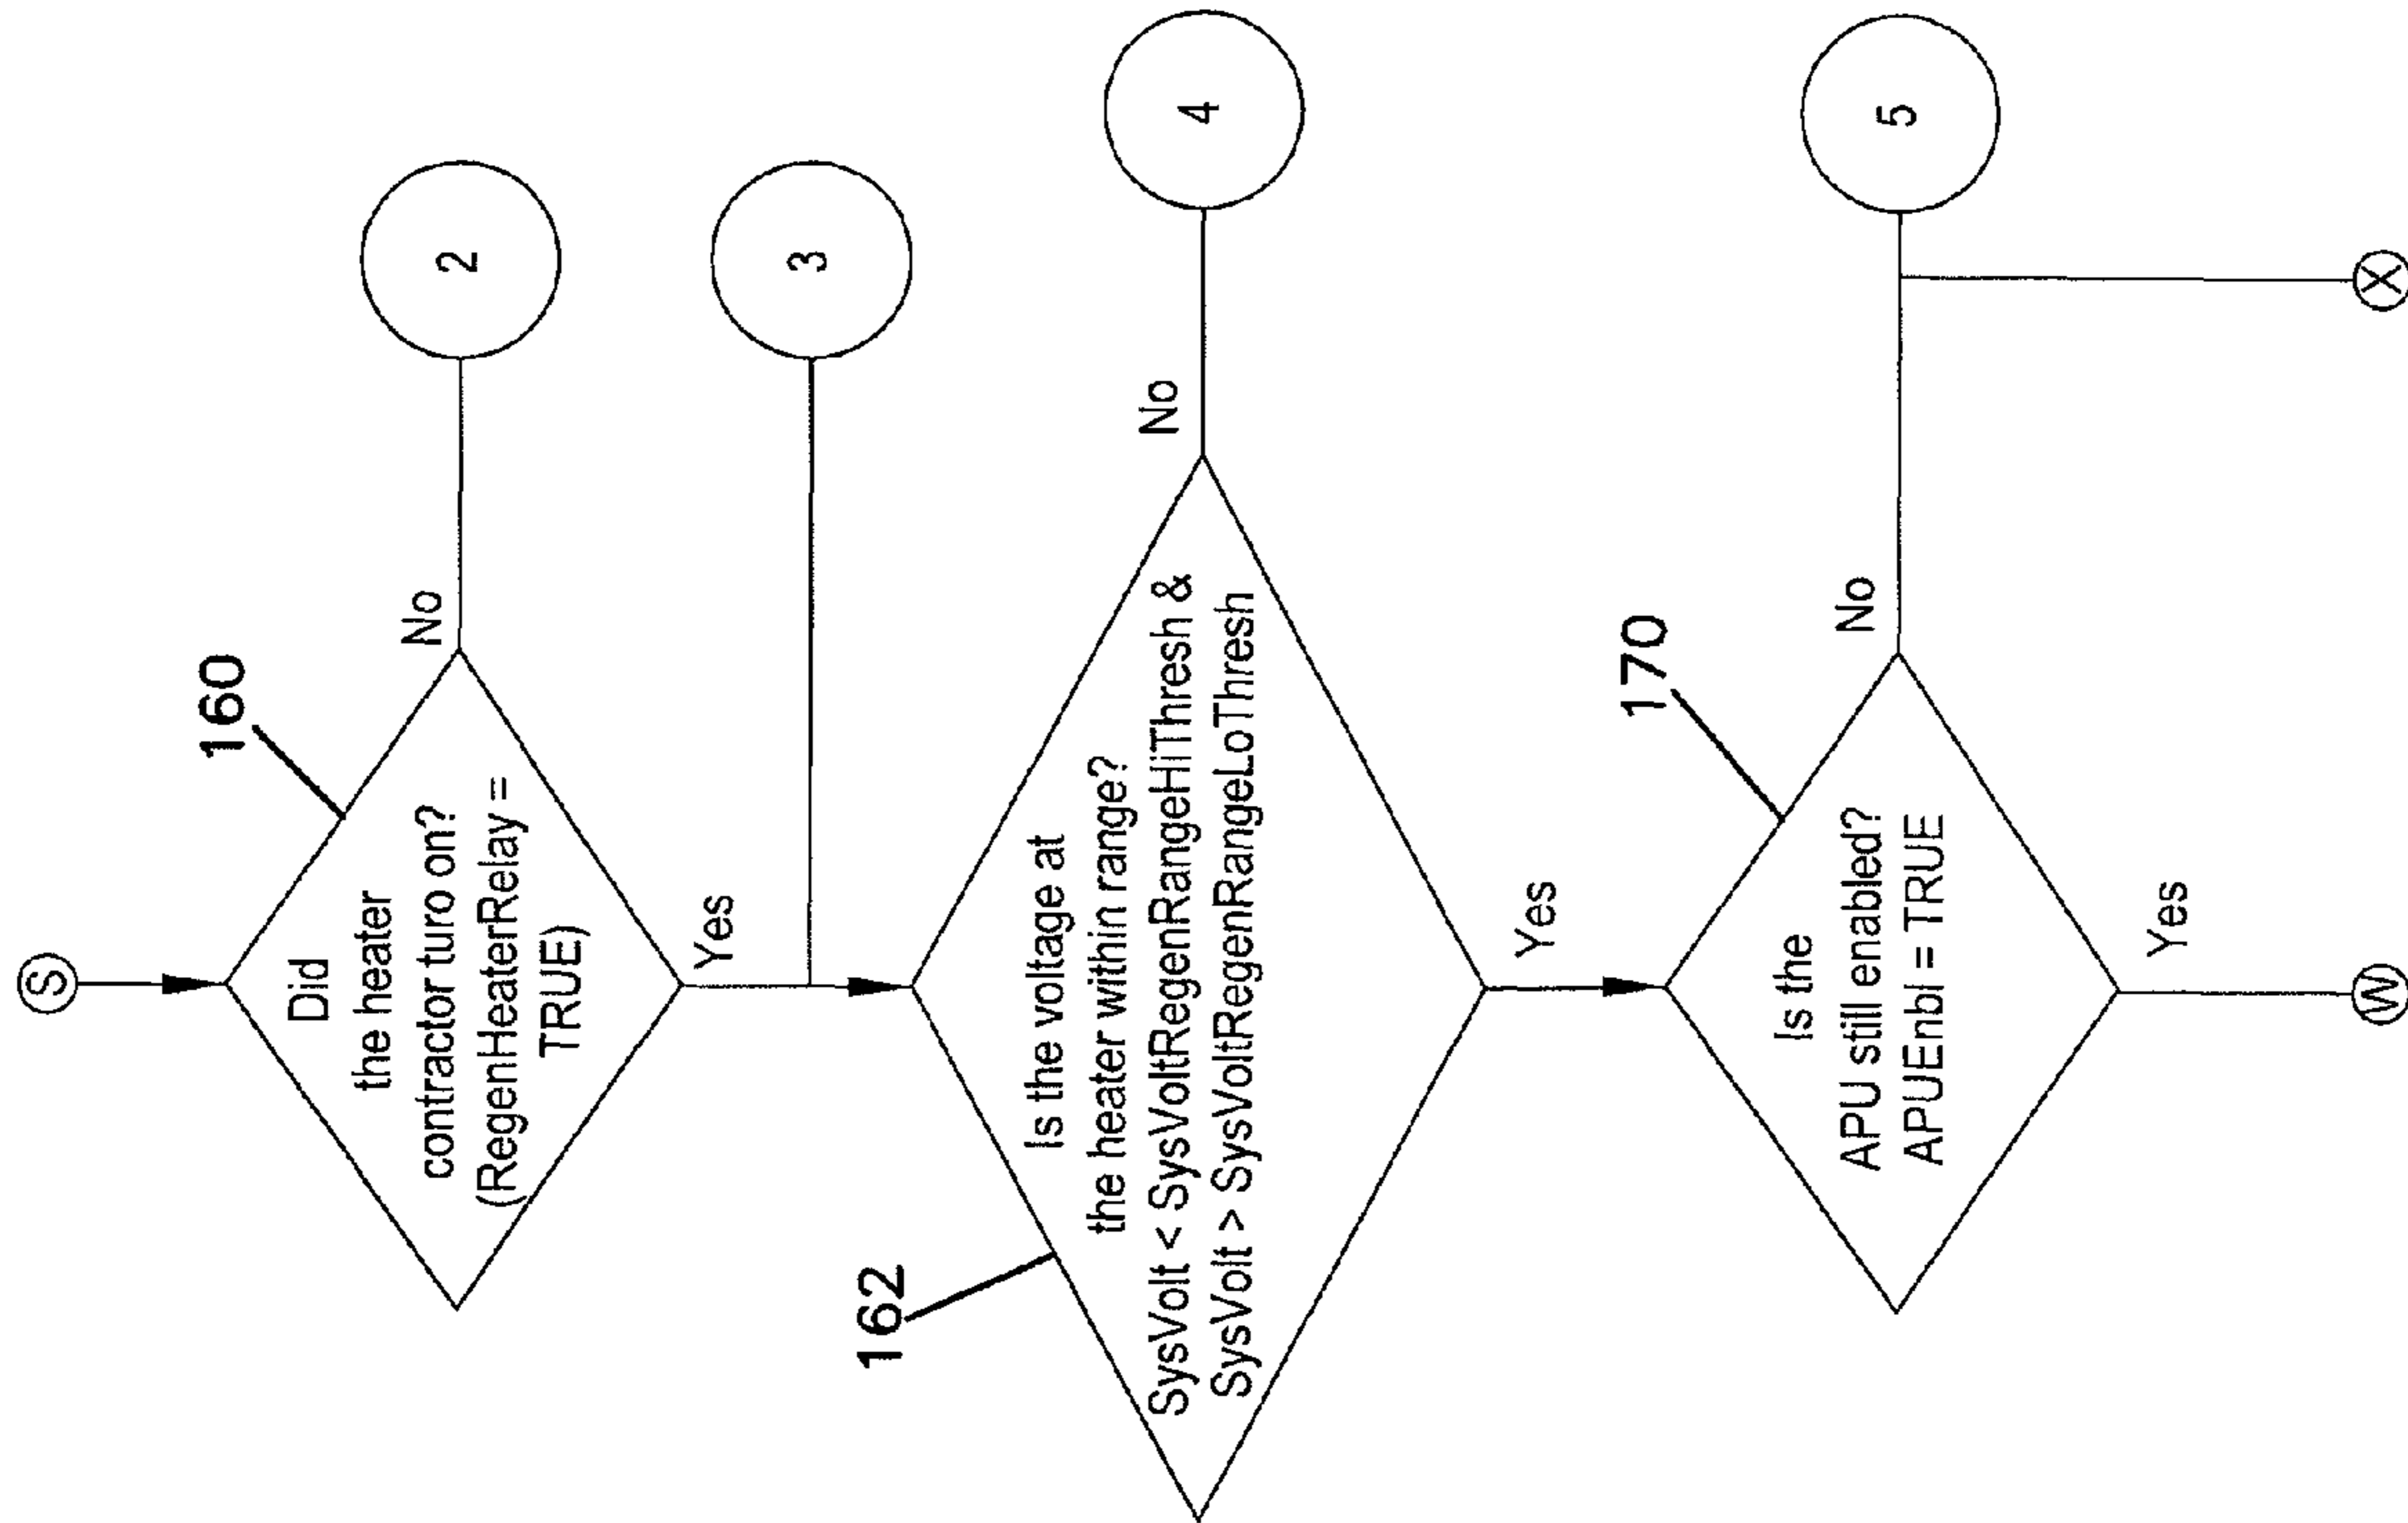 S
160
Did
the heater
contractor turo on?
(RegenHeaterRelay =
TRUE)
No
2
Yes
3
162
Is the voltage at
the heater within range?
SysVolt < SysVoltRegenRangeHiThresh &
SysVolt > SysVoltRegenRangeLoThresh
No
4
Yes
170
Is the
APU still enabled?
APUEnbl = TRUE
No
5
Yes
W
X